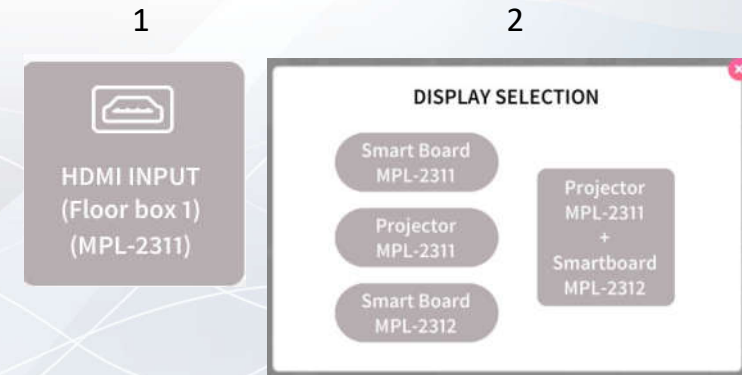 1
2
HDMI INPUT
(Floor box 1)
(MPL-2311)
DISPLAY SELECTION
Smart Board
MPL-2311
Projector
MPL-2311
Smart Board
MPL-2312
Projector
MPL-2311
+
Smartboard
MPL-2312